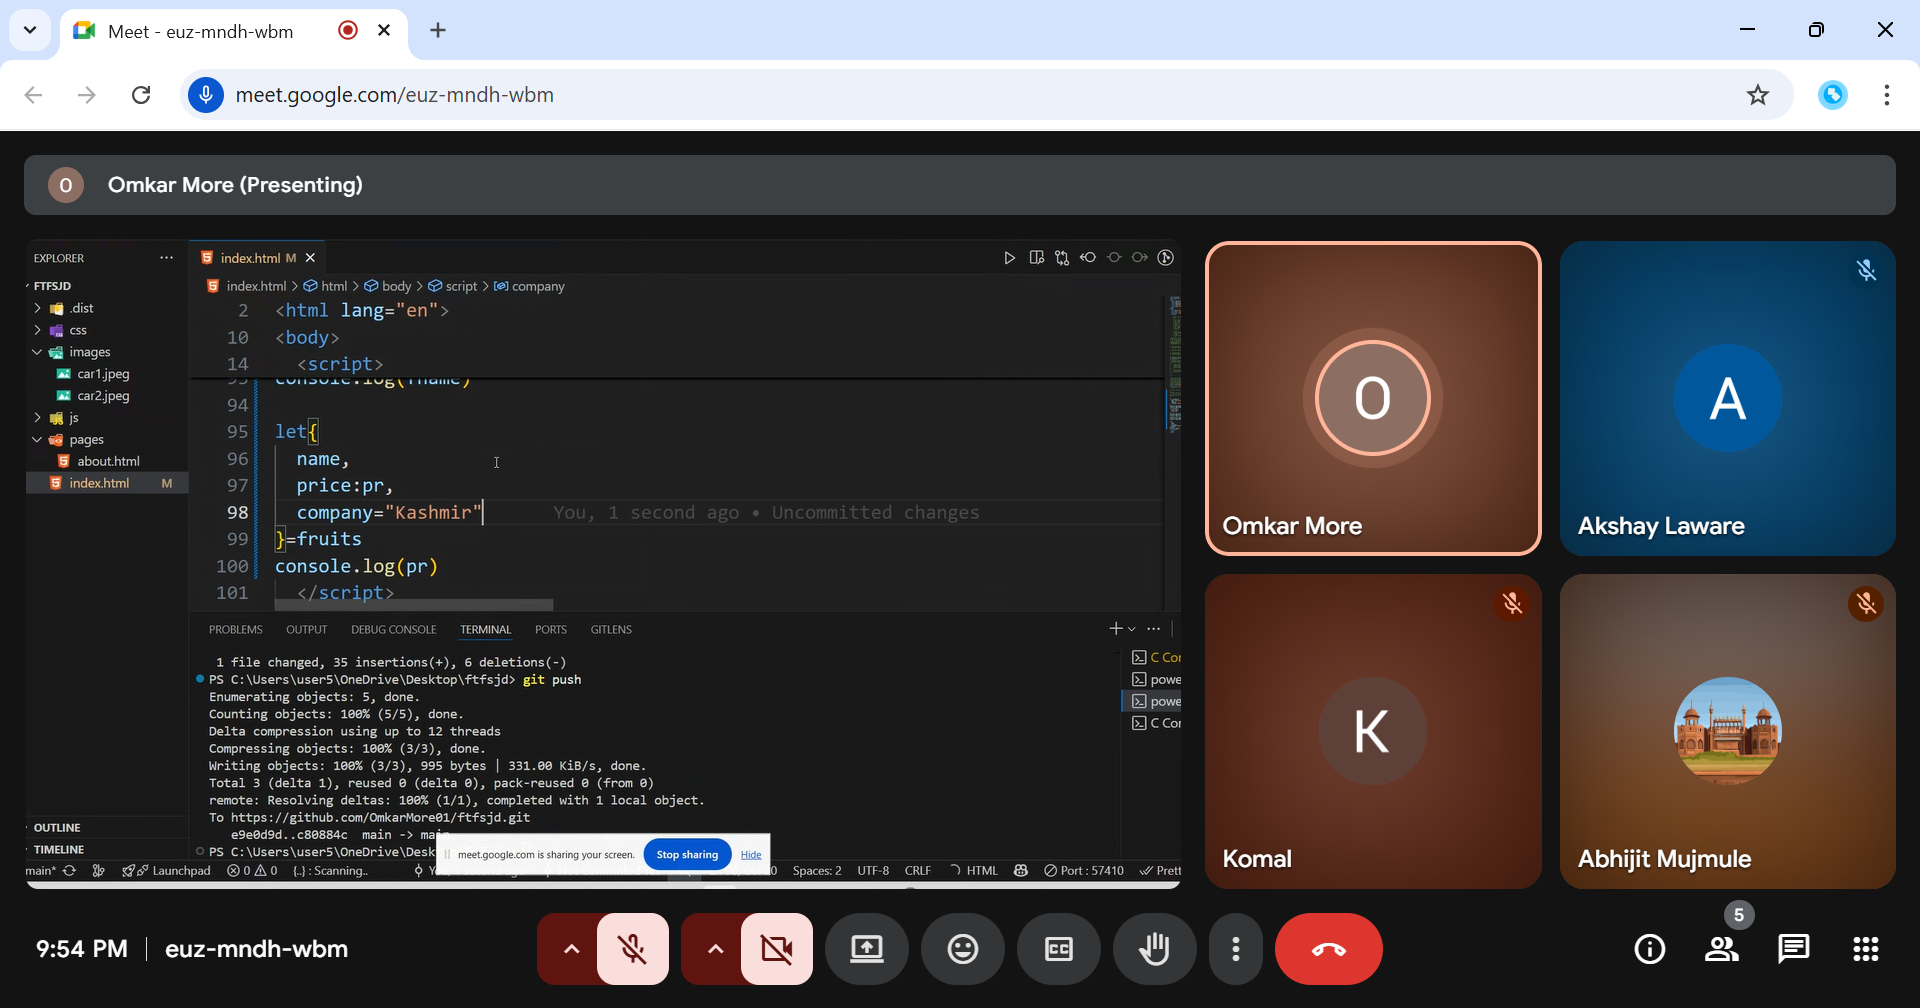 Meet - euz-mndh-wbm
meet.google.com/euz-mndh-wbm
O
Omkar More (Presenting)
EXPLORER
FTFSJD
.dist
css
images
car1.jpeg
car2.jpeg
js
pages
about.html
index.html M
OUTLINE
TIMELINE
index.html M
index.html > html > body > script > company
2 <html lang="en">
10 <body>
14 <script>
93 console.log(fname)
94
95 let{
96 name,
97 price:pr,
98 company="Kashmir" You, 1 second ago • Uncommitted changes
99 }=fruits
100 console.log(pr)
101 </script>
PROBLEMS OUTPUT DEBUG CONSOLE TERMINAL PORTS GITLENS
1 file changed, 35 insertions(+), 6 deletions(-)
PS C:\Users\user5\OneDrive\Desktop\ftfsjd> git push
Enumerating objects: 5, done.
Counting objects: 100% (5/5), done.
Delta compression using up to 12 threads
Compressing objects: 100% (3/3), done.
Writing objects: 100% (3/3), 995 bytes | 331.00 KiB/s, done.
Total 3 (delta 1), reused 0 (delta 0), pack-reused 0 (from 0)
remote: Resolving deltas: 100% (1/1), completed with 1 local object.
To https://github.com/OmkarMore01/ftfsjd.git
e9e0d9d..c80884c main -> main
PS C:\Users\user5\OneDrive\Desk
C Cor
powe
powe
C Cor
meet.google.com is sharing your screen. Stop sharing Hide
main* Launchpad 0 0 {..} : Scanning.. Spaces: 2 UTF-8 CRLF HTML Port : 57410 Prett
O
Omkar More
A
Akshay Laware
K
Komal
Abhijit Mujmule
9:54 PM | euz-mndh-wbm
CC
5